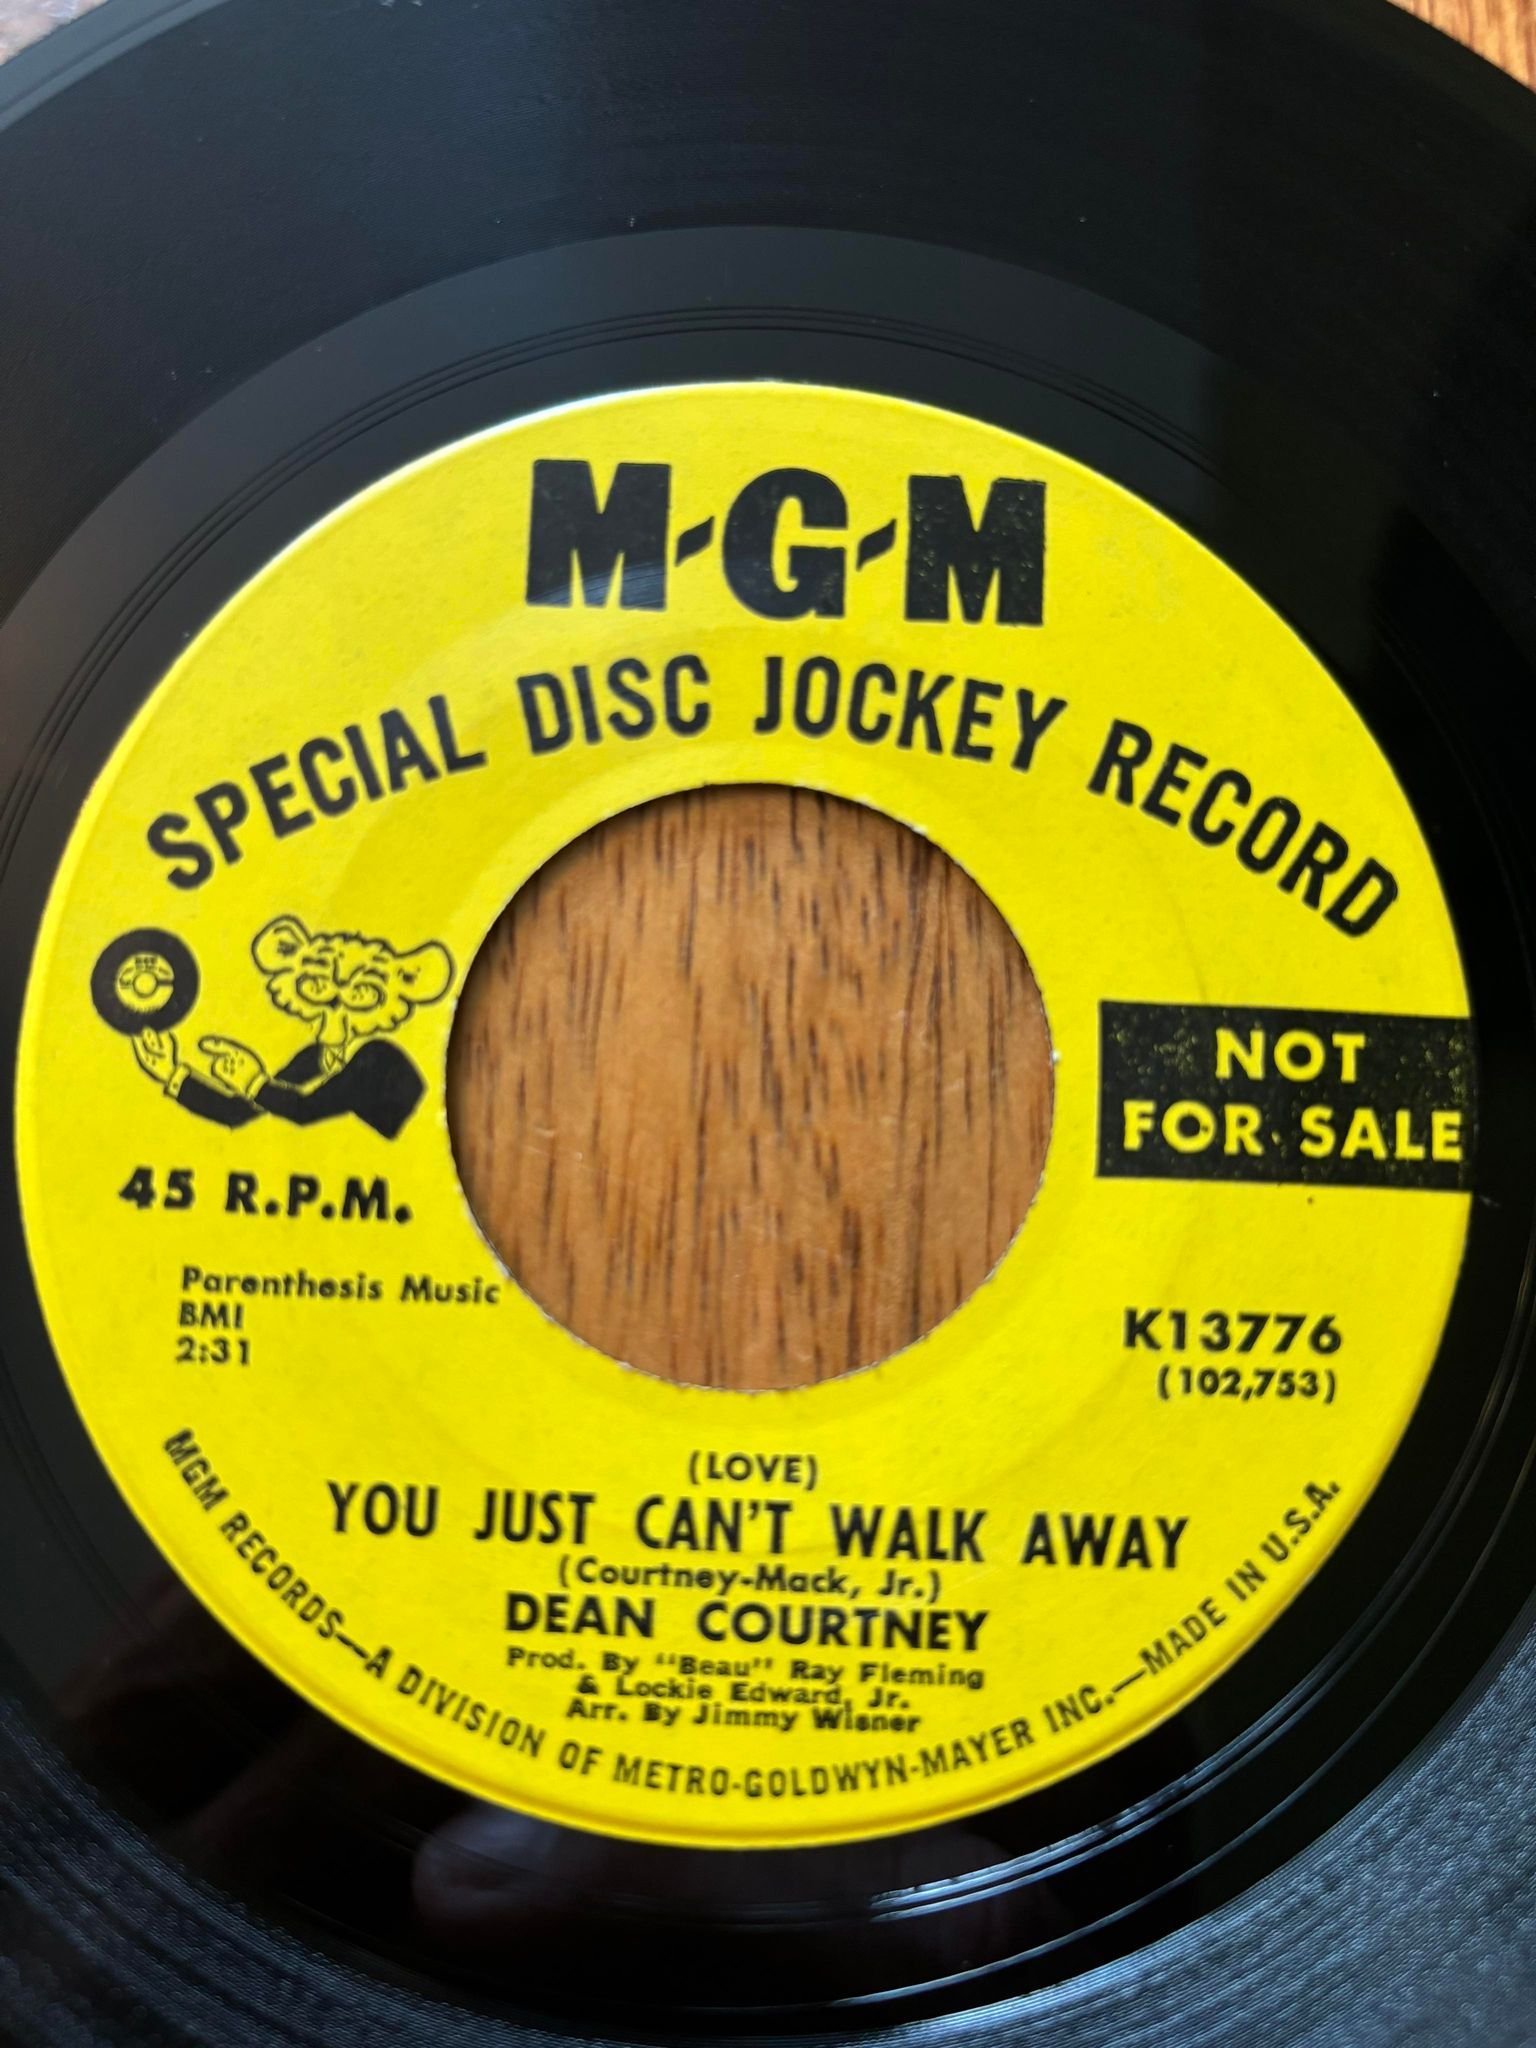 M-G-M
SPECIAL DISC JOCKEY RECORD
NOT
FOR SALE
45 R.P.M.
Parenthesis Music
BMI
2:31
K13776
(102,753)
(LOVE)
YOU JUST CAN'T WALK AWAY
(Courtney-Mack, Jr.)
DEAN COURTNEY
Prod. By "Beau" Ray Fleming
& Lockie Edward, Jr.
Arr. By Jimmy Wisner
MGM RECORDS—A DIVISION OF METRO-GOLDWYN-MAYER INC.—MADE IN U.S.A.